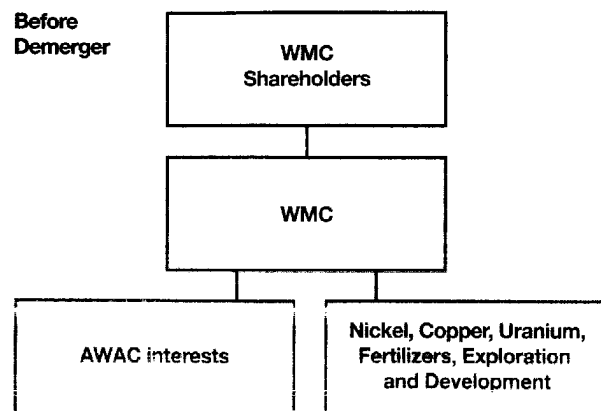 Before
Demerger
WMC
Shareholders
WMC
AWAC interests
Nickel, Copper, Uranium,
Fertilizers, Exploration
and Development